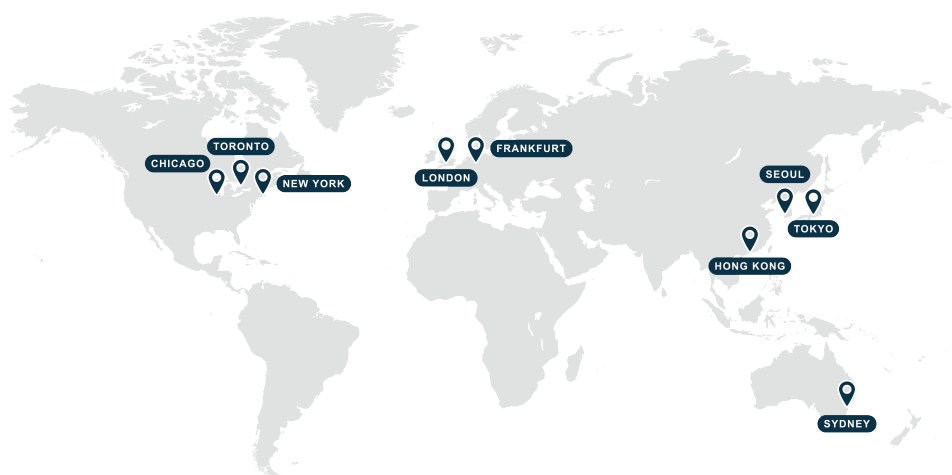 TORONTO
CHICAGO
NEW YORK
FRANKFURT
LONDON
SEOUL
TOKYO
HONG KONG
SYDNEY